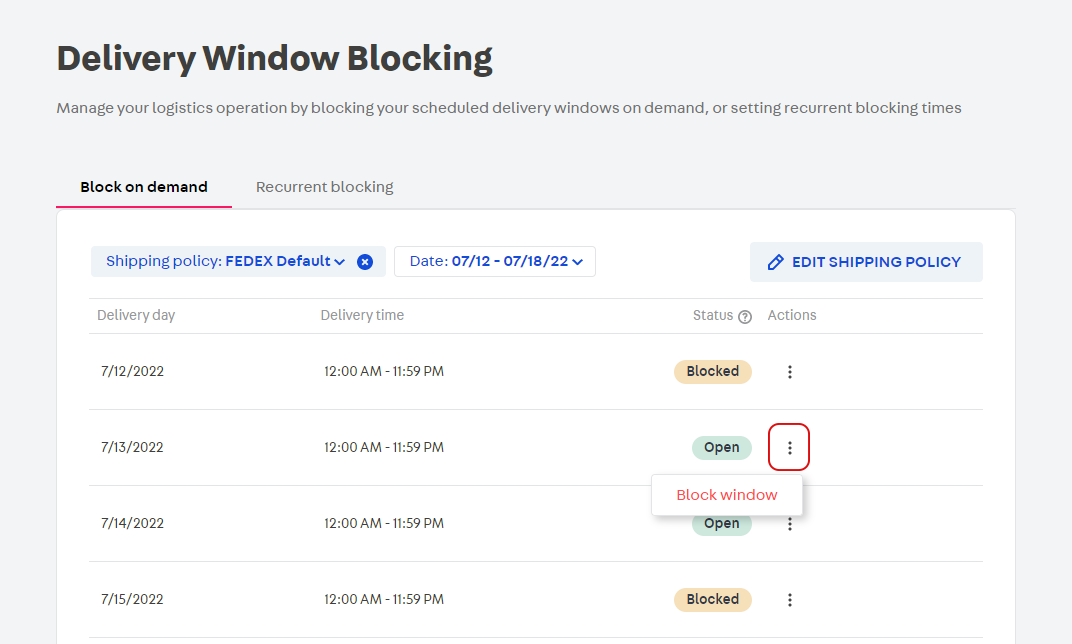 Delivery Window Blocking
Manage your logistics operation by blocking your scheduled delivery windows on demand, or setting recurrent blocking times
Block on demand Recurrent blocking
Shipping policy: FEDEX Default Date: 07/12 - 07/18/22 EDIT SHIPPING POLICY
Delivery day Delivery time Status ? Actions
7/12/2022 12:00 AM - 11:59 PM Blocked
7/13/2022 12:00 AM - 11:59 PM Open
Block window
7/14/2022 12:00 AM - 11:59 PM Open
7/15/2022 12:00 AM - 11:59 PM Blocked